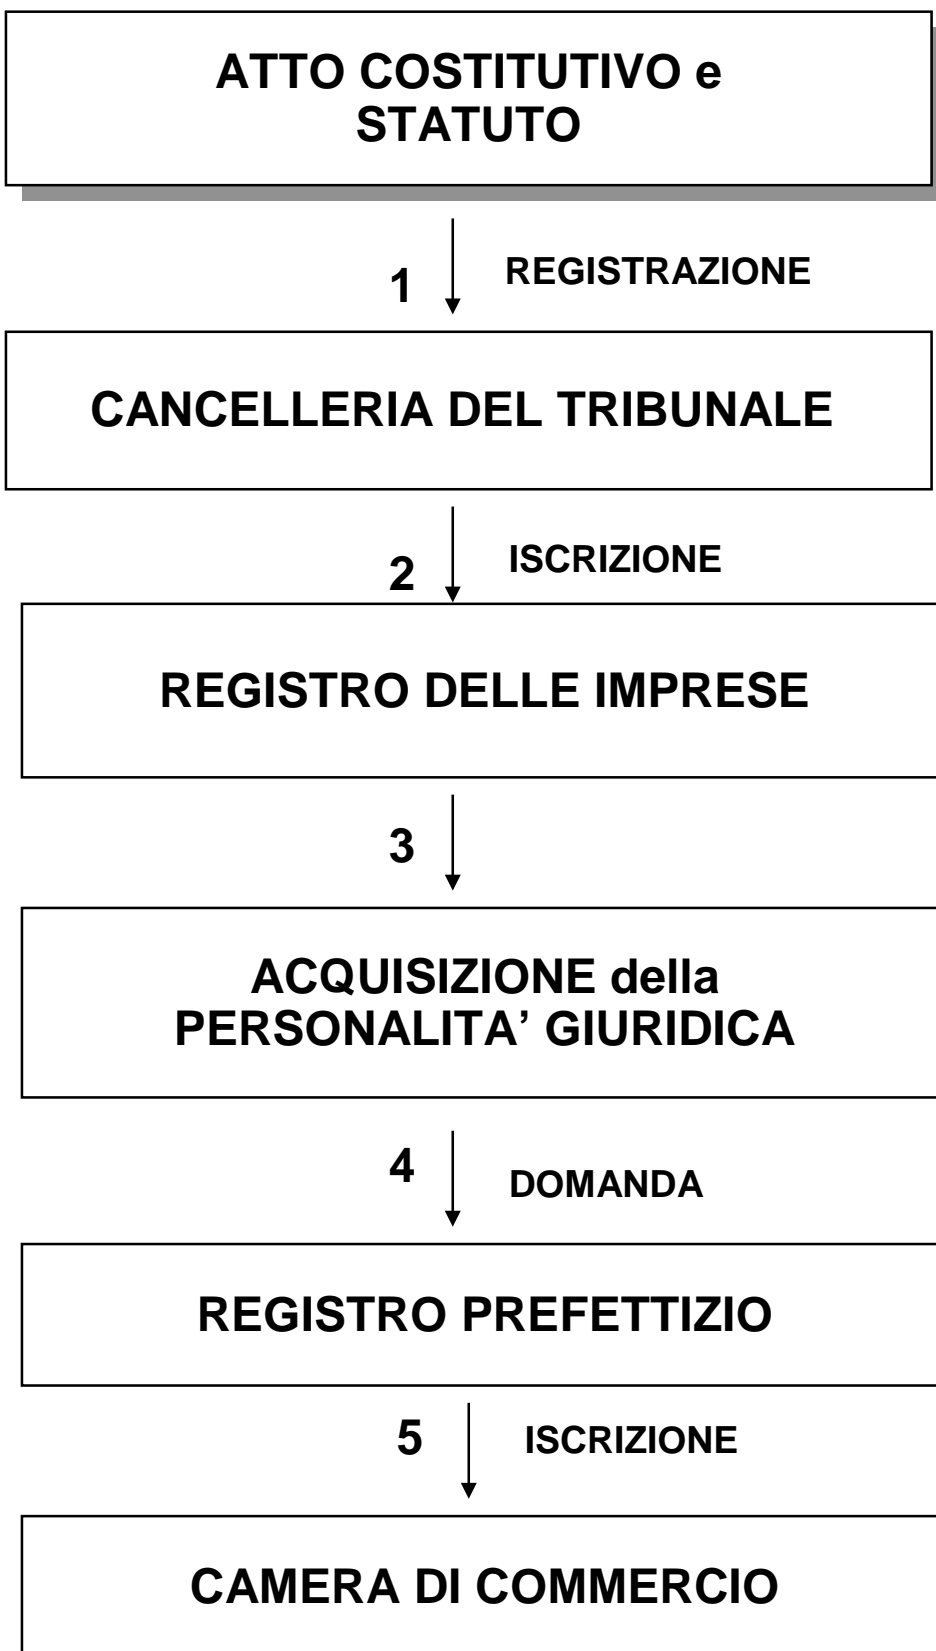 ATTO COSTITUTIVO e
STATUTO
1 REGISTRAZIONE
CANCELLERIA DEL TRIBUNALE
2 ISCRIZIONE
REGISTRO DELLE IMPRESE
3
ACQUISIZIONE della
PERSONALITA’ GIURIDICA
4 DOMANDA
REGISTRO PREFETTIZIO
5 ISCRIZIONE
CAMERA DI COMMERCIO